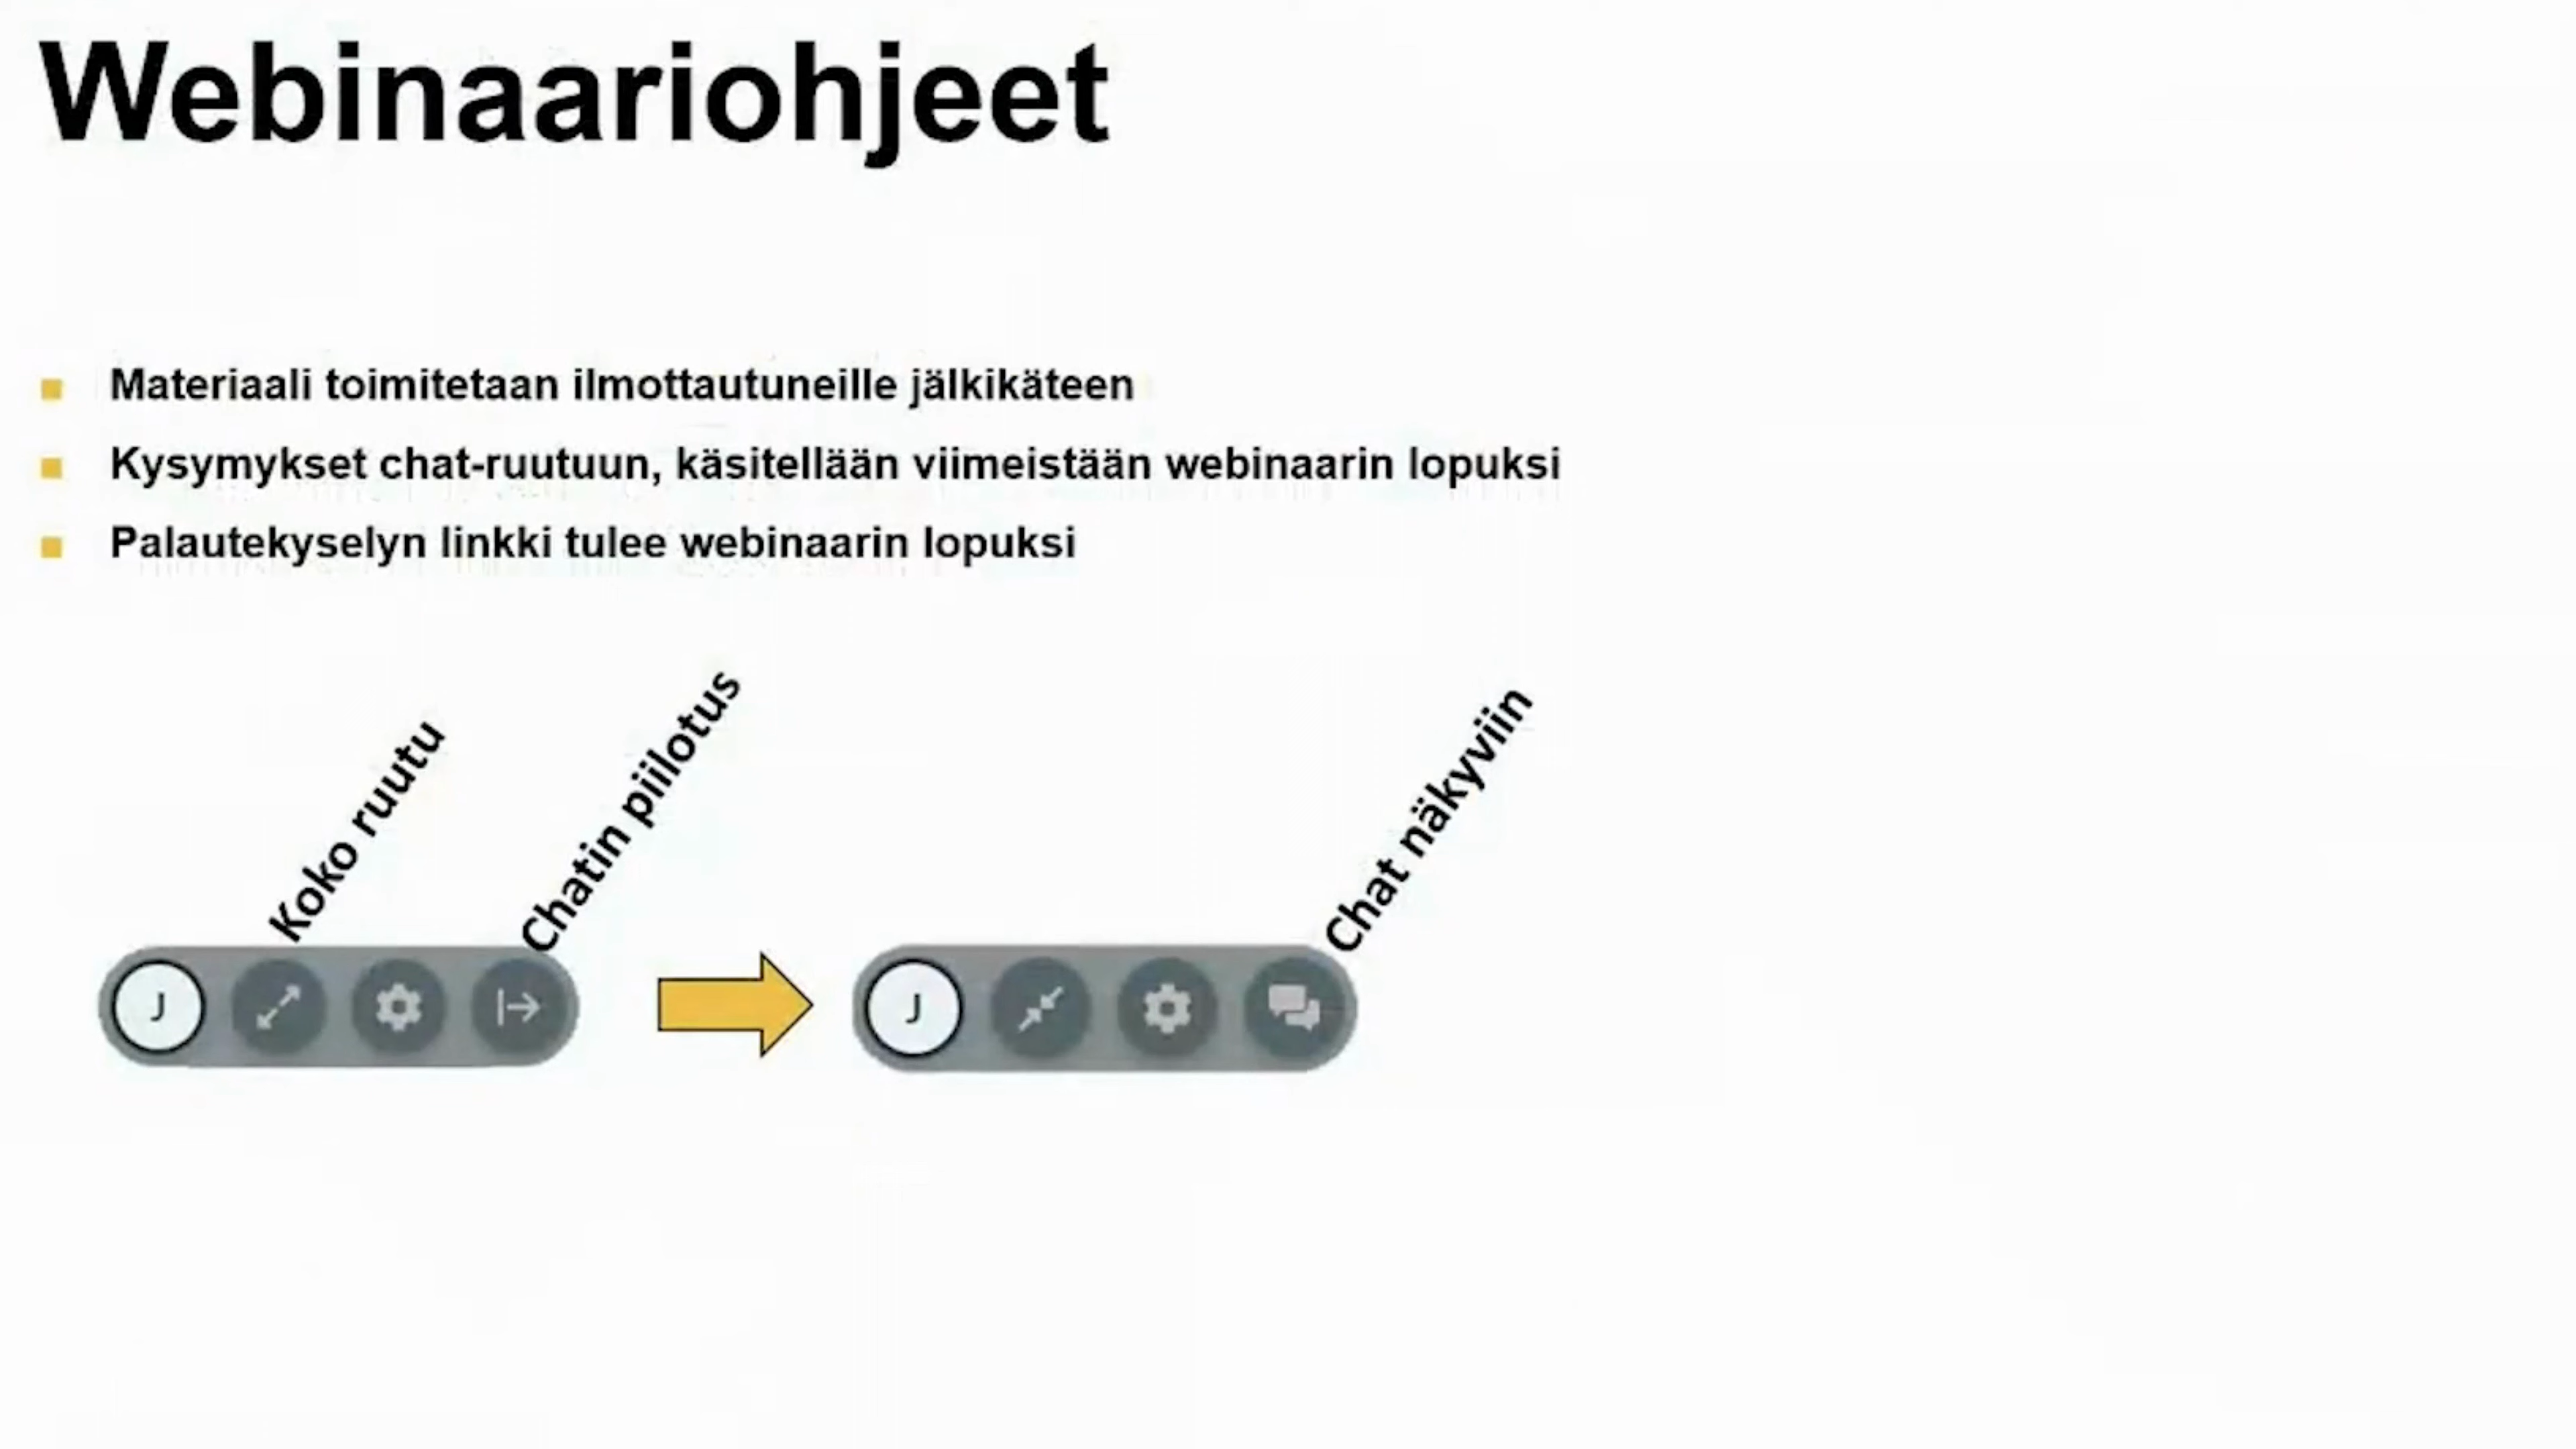 Webinaariohjeet
Materiaali toimitetaan ilmottautuneille jälkikäteen
Kysymykset chat-ruutuun, käsitellään viimeistään webinaarin lopuksi
Palautekyselyn linkki tulee webinaarin lopuksi
Koko ruutu
Chatin piilotus
Chat näkyviin
J
J